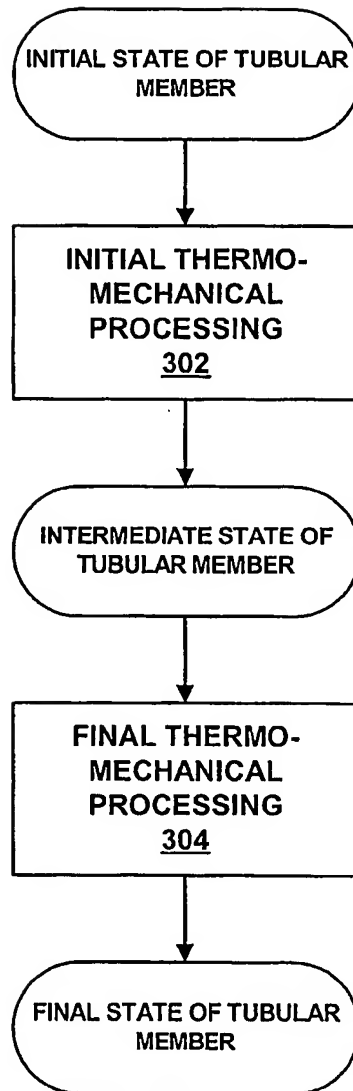 INITIAL STATE OF TUBULAR
MEMBER
INITIAL THERMO-
MECHANICAL
PROCESSING
302
INTERMEDIATE STATE OF
TUBULAR MEMBER
FINAL THERMO-
MECHANICAL
PROCESSING
304
FINAL STATE OF TUBULAR
MEMBER